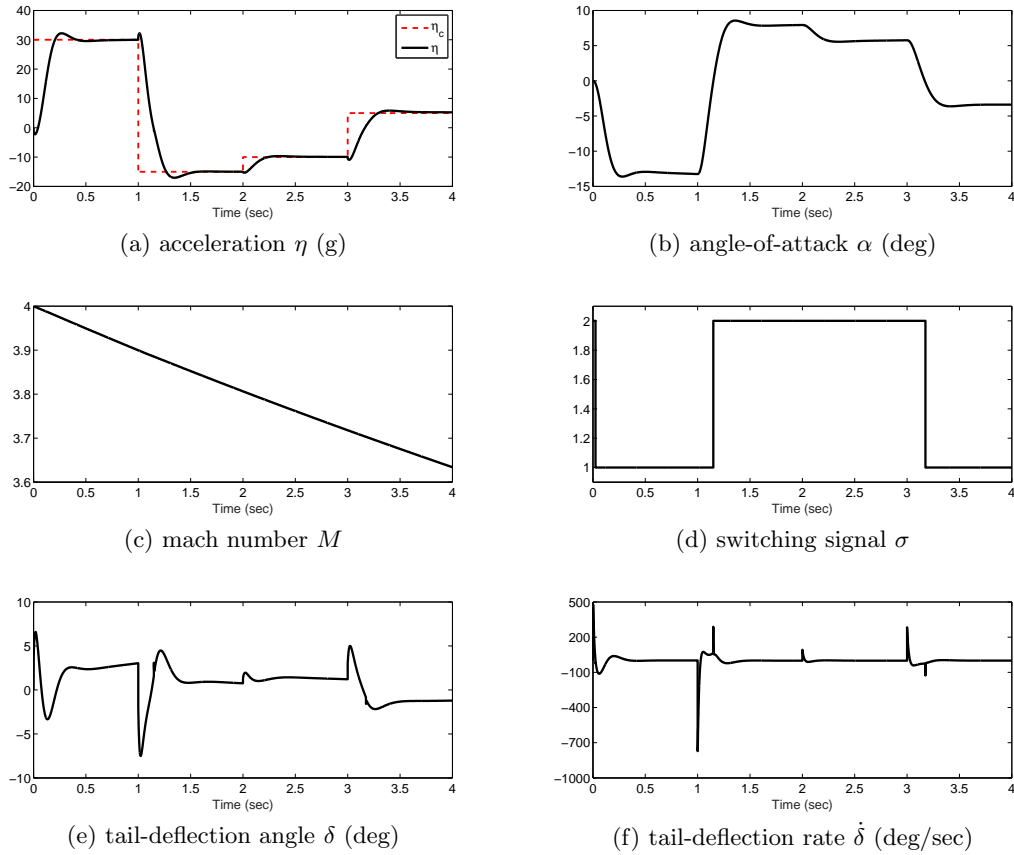 40
30
20
10
0
−10
−20
0 0.5 1 1.5 2 2.5 3 3.5 4
Time (sec)
η_c
η
(a) acceleration η (g)
10
5
0
−5
−10
−15
0 0.5 1 1.5 2 2.5 3 3.5 4
Time (sec)
(b) angle-of-attack α (deg)
4
3.9
3.8
3.7
3.6
0 0.5 1 1.5 2 2.5 3 3.5 4
Time (sec)
(c) mach number M
2
1.8
1.6
1.4
1.2
1
0 0.5 1 1.5 2 2.5 3 3.5 4
Time (sec)
(d) switching signal σ
10
5
0
−5
−10
0 0.5 1 1.5 2 2.5 3 3.5 4
Time (sec)
(e) tail-deflection angle δ (deg)
500
200
−100
−400
−700
−1000
0 0.5 1 1.5 2 2.5 3 3.5 4
Time (sec)
(f) tail-deflection rate δ̇ (deg/sec)